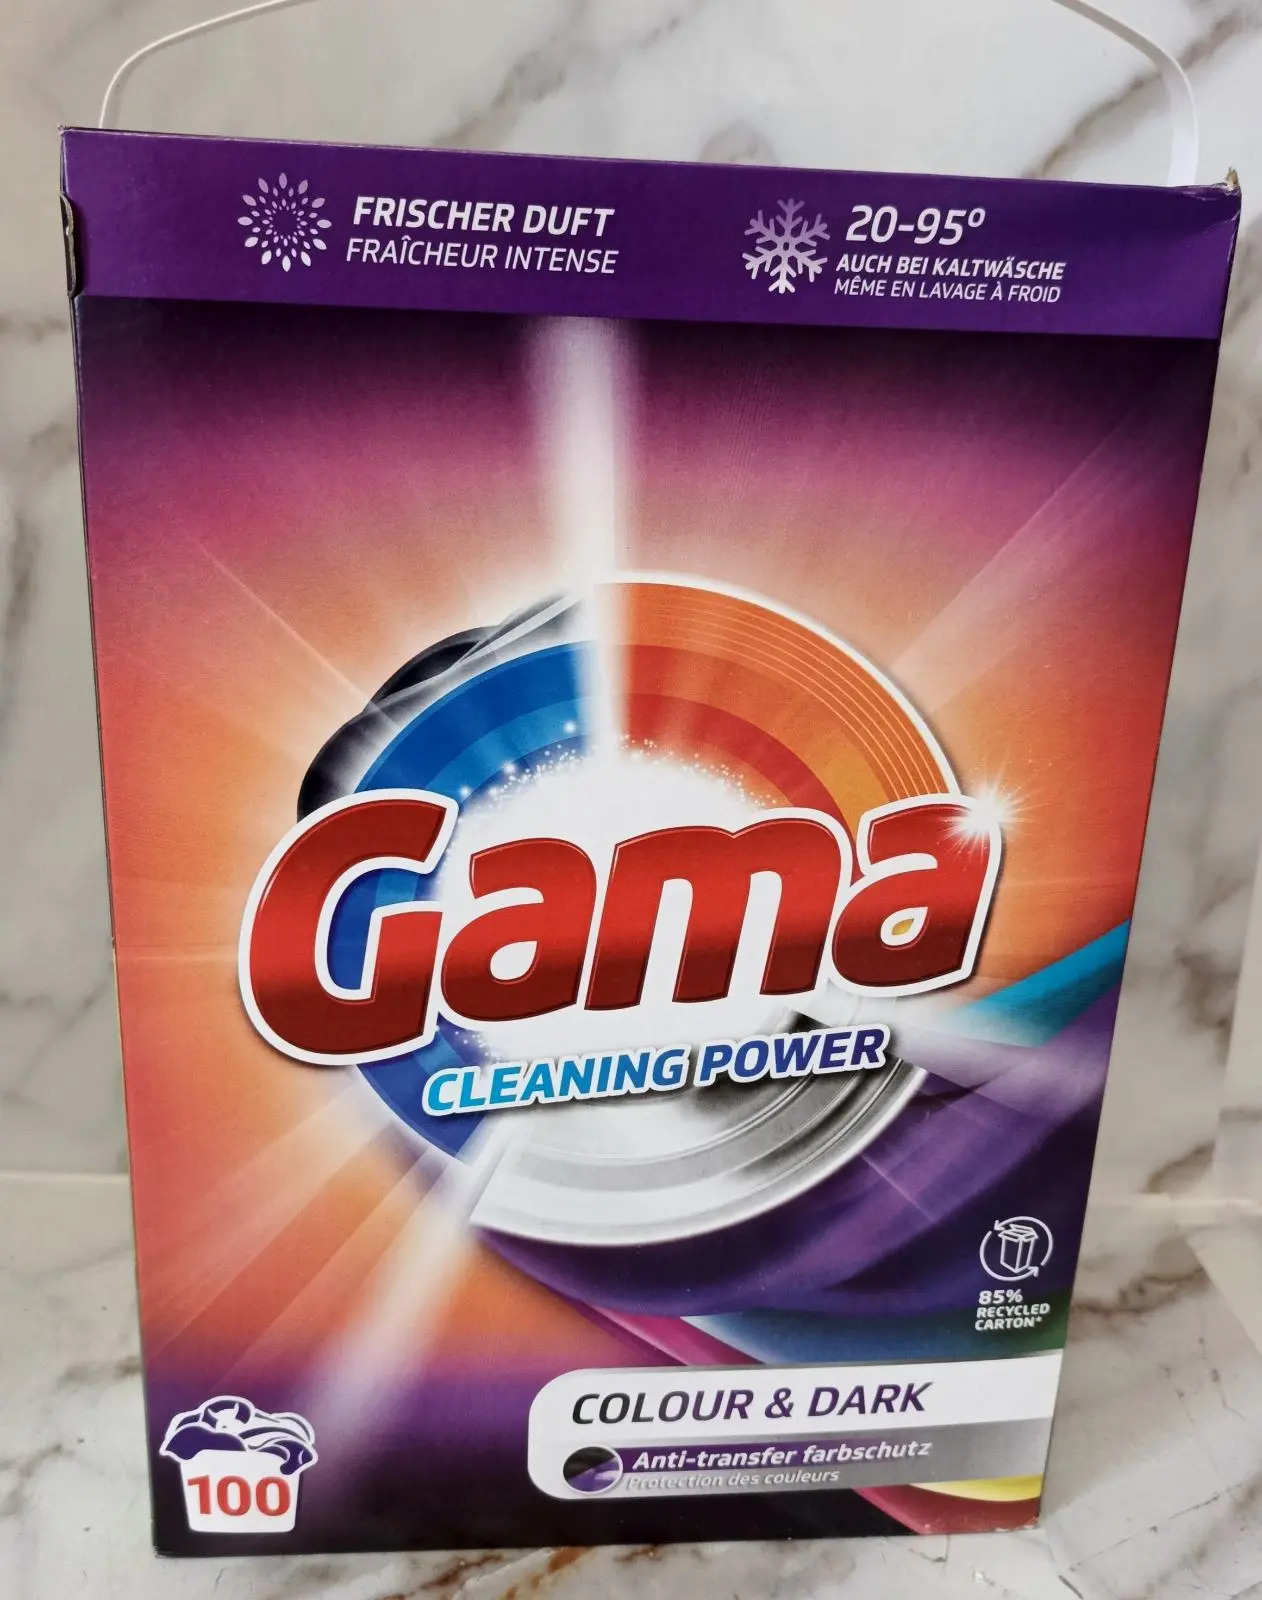 FRISCHER DUFT
FRAÎCHEUR INTENSE
20-95º
AUCH BEI KALTWÄSCHE
MÊME EN LAVAGE À FROID
Gama
CLEANING POWER
85%
RECYCLED
CARTON*
COLOUR & DARK
Anti-transfer farbschutz
Protection des couleurs
100